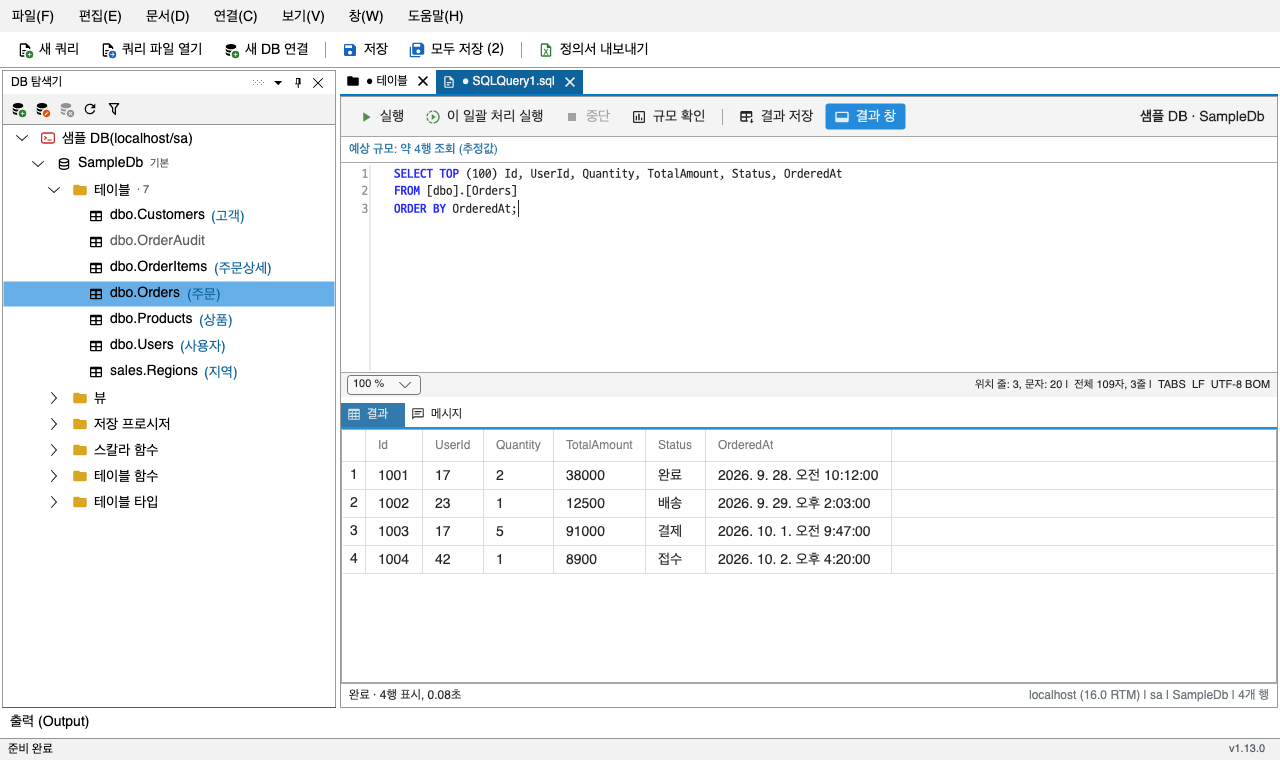 파일(F) 편집(E) 문서(D) 연결(C) 보기(V) 창(W) 도움말(H)
새 쿼리 쿼리 파일 열기 새 DB 연결 저장 모두 저장 (2) 정의서 내보내기
DB 탐색기
샘플 DB(localhost/sa)
SampleDb 기본
테이블 · 7
dbo.Customers (고객)
dbo.OrderAudit
dbo.OrderItems (주문상세)
dbo.Orders (주문)
dbo.Products (상품)
dbo.Users (사용자)
sales.Regions (지역)
뷰
저장 프로시저
스칼라 함수
테이블 함수
테이블 타입
● 테이블 ● SQLQuery1.sql
실행 이 일괄 처리 실행 중단 규모 확인 결과 저장 결과 창 샘플 DB · SampleDb
예상 규모: 약 4행 조회 (추정값)
1 SELECT TOP (100) Id, UserId, Quantity, TotalAmount, Status, OrderedAt
2 FROM [dbo].[Orders]
3 ORDER BY OrderedAt;
100 % 위치 줄: 3, 문자: 20 | 전체 109자, 3줄 | TABS LF UTF-8 BOM
결과 메시지
Id UserId Quantity TotalAmount Status OrderedAt
1 1001 17 2 38000 완료 2026. 9. 28. 오전 10:12:00
2 1002 23 1 12500 배송 2026. 9. 29. 오후 2:03:00
3 1003 17 5 91000 결제 2026. 10. 1. 오전 9:47:00
4 1004 42 1 8900 접수 2026. 10. 2. 오후 4:20:00
완료 · 4행 표시, 0.08초 localhost (16.0 RTM) | sa | SampleDb | 4개 행
출력 (Output)
준비 완료 v1.13.0